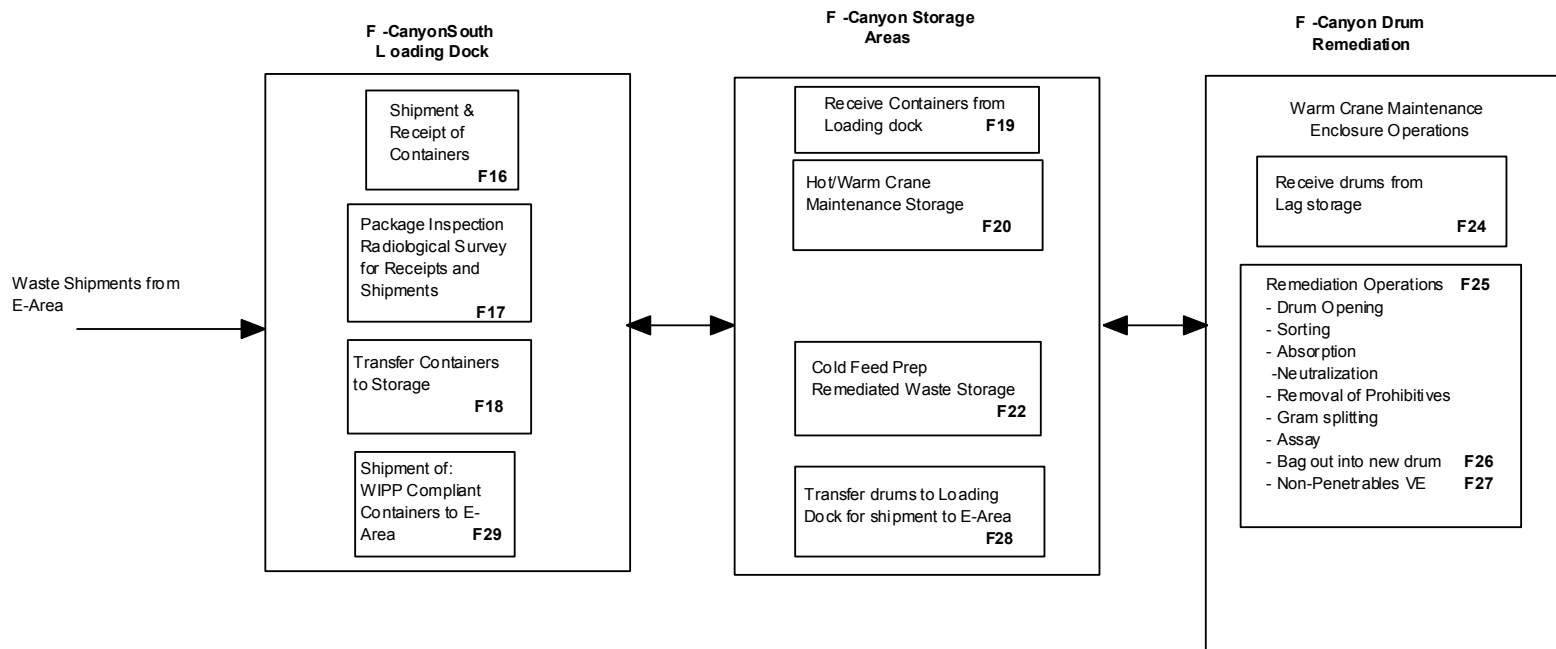 Waste Shipments from
E-Area
F -CanyonSouth
L oading Dock
Shipment &
Receipt of
Containers
F16
Package Inspection
Radiological Survey
for Receipts and
Shipments
F17
Transfer Containers
to Storage
F18
Shipment of:
WIPP Compliant
Containers to E-
Area F29
F -Canyon Storage
Areas
Receive Containers from
Loading dock F19
Hot/Warm Crane
Maintenance Storage
F20
Cold Feed Prep
Remediated Waste Storage
F22
Transfer drums to Loading
Dock for shipment to E-Area
F28
F -Canyon Drum
Remediation
Warm Crane Maintenance
Enclosure Operations
Receive drums from
Lag storage
F24
Remediation Operations F25
- Drum Opening
- Sorting
- Absorption
-Neutralization
- Removal of Prohibitives
- Gram splitting
- Assay
- Bag out into new drum F26
- Non-Penetrables VE F27